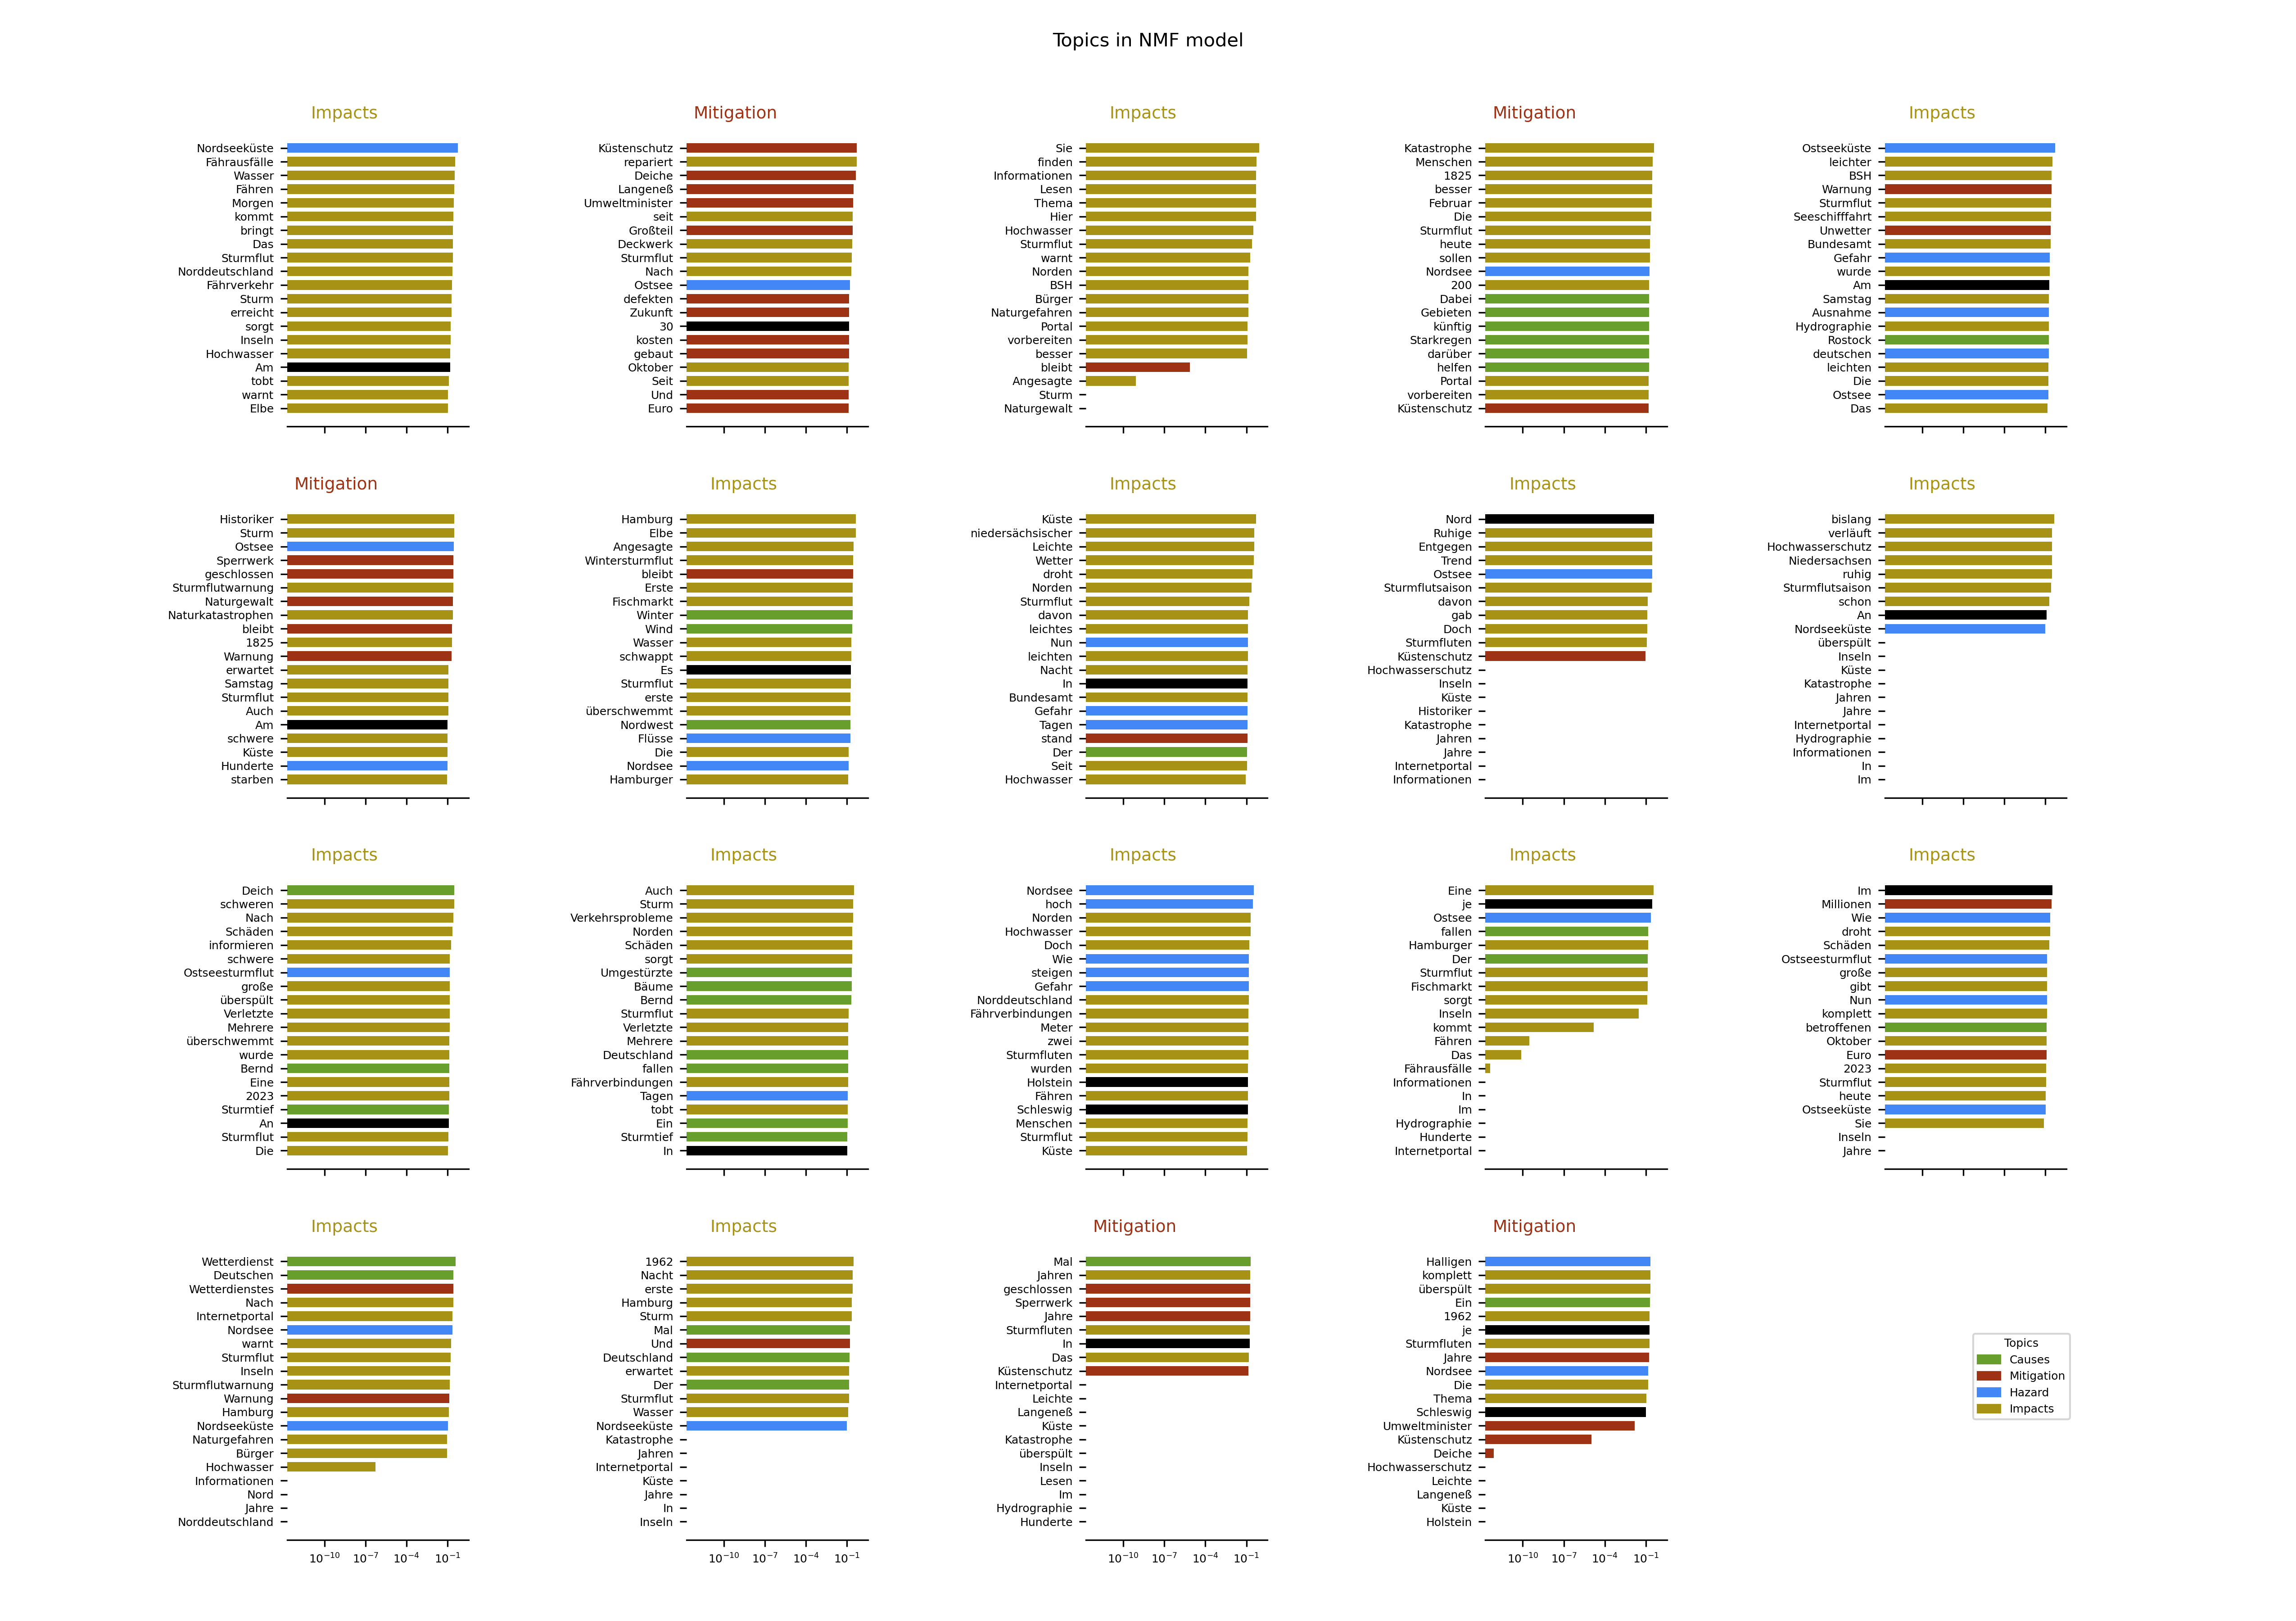 Topics in NMF model
Impacts
Nordseeküste
Fährausfälle
Wasser
Fähren
Morgen
kommt
bringt
Das
Sturmflut
Norddeutschland
Fährverkehr
Sturm
erreicht
sorgt
Inseln
Hochwasser
Am
tobt
warnt
Elbe
Mitigation
Küstenschutz
repariert
Deiche
Langeneß
Umweltminister
seit
Großteil
Deckwerk
Sturmflut
Nach
Ostsee
defekten
Zukunft
30
kosten
gebaut
Oktober
Seit
Und
Euro
Impacts
Sie
finden
Informationen
Lesen
Thema
Hier
Hochwasser
Sturmflut
warnt
Norden
BSH
Bürger
Naturgefahren
Portal
vorbereiten
besser
bleibt
Angesagte
Sturm
Naturgewalt
Mitigation
Katastrophe
Menschen
1825
besser
Februar
Die
Sturmflut
heute
sollen
Nordsee
200
Dabei
Gebieten
künftig
Starkregen
darüber
helfen
Portal
vorbereiten
Küstenschutz
Impacts
Ostseeküste
leichter
BSH
Warnung
Sturmflut
Seeschifffahrt
Unwetter
Bundesamt
Gefahr
wurde
Am
Samstag
Ausnahme
Hydrographie
Rostock
deutschen
leichten
Die
Ostsee
Das
Mitigation
Historiker
Sturm
Ostsee
Sperrwerk
geschlossen
Sturmflutwarnung
Naturgewalt
Naturkatastrophen
bleibt
1825
Warnung
erwartet
Samstag
Sturmflut
Auch
Am
schwere
Küste
Hunderte
starben
Impacts
Hamburg
Elbe
Angesagte
Wintersturmflut
bleibt
Erste
Fischmarkt
Winter
Wind
Wasser
schwappt
Es
Sturmflut
erste
überschwemmt
Nordwest
Flüsse
Die
Nordsee
Hamburger
Impacts
Küste
niedersächsischer
Leichte
Wetter
droht
Norden
Sturmflut
davon
leichtes
Nun
leichten
Nacht
In
Bundesamt
Gefahr
Tagen
stand
Der
Seit
Hochwasser
Impacts
Nord
Ruhige
Entgegen
Trend
Ostsee
Sturmflutsaison
davon
gab
Doch
Sturmfluten
Küstenschutz
Hochwasserschutz
Inseln
Küste
Historiker
Katastrophe
Jahren
Jahre
Internetportal
Informationen
Impacts
bislang
verläuft
Hochwasserschutz
Niedersachsen
ruhig
Sturmflutsaison
schon
An
Nordseeküste
überspült
Inseln
Küste
Katastrophe
Jahren
Jahre
Internetportal
Hydrographie
Informationen
In
Im
Impacts
Deich
schweren
Nach
Schäden
informieren
schwere
Ostseesturmflut
große
überspült
Verletzte
Mehrere
überschwemmt
wurde
Bernd
Eine
2023
Sturmtief
An
Sturmflut
Die
Impacts
Auch
Sturm
Verkehrsprobleme
Norden
Schäden
sorgt
Umgestürzte
Bäume
Bernd
Sturmflut
Verletzte
Mehrere
Deutschland
fallen
Fährverbindungen
Tagen
tobt
Ein
Sturmtief
In
Impacts
Nordsee
hoch
Norden
Hochwasser
Doch
Wie
steigen
Gefahr
Norddeutschland
Fährverbindungen
Meter
zwei
Sturmfluten
wurden
Holstein
Fähren
Schleswig
Menschen
Sturmflut
Küste
Impacts
Eine
je
Ostsee
fallen
Hamburger
Der
Sturmflut
Fischmarkt
sorgt
Inseln
kommt
Fähren
Das
Fährausfälle
Informationen
In
Im
Hydrographie
Hunderte
Internetportal
Impacts
Im
Millionen
Wie
droht
Schäden
Ostseesturmflut
große
gibt
Nun
komplett
betroffenen
Oktober
Euro
2023
Sturmflut
heute
Ostseeküste
Sie
Inseln
Jahre
Impacts
Wetterdienst
Deutschen
Wetterdienstes
Nach
Internetportal
Nordsee
warnt
Sturmflut
Inseln
Sturmflutwarnung
Warnung
Hamburg
Nordseeküste
Naturgefahren
Bürger
Hochwasser
Informationen
Nord
Jahre
Norddeutschland
10⁻¹⁰ 10⁻⁷ 10⁻⁴ 10⁻¹
Impacts
1962
Nacht
erste
Hamburg
Sturm
Mal
Und
Deutschland
erwartet
Der
Sturmflut
Wasser
Nordseeküste
Katastrophe
Jahren
Internetportal
Küste
Jahre
In
Inseln
10⁻¹⁰ 10⁻⁷ 10⁻⁴ 10⁻¹
Mitigation
Mal
Jahren
geschlossen
Sperrwerk
Jahre
Sturmfluten
In
Das
Küstenschutz
Internetportal
Leichte
Langeneß
Küste
Katastrophe
überspült
Inseln
Lesen
Im
Hydrographie
Hunderte
10⁻¹⁰ 10⁻⁷ 10⁻⁴ 10⁻¹
Mitigation
Halligen
komplett
überspült
Ein
1962
je
Sturmfluten
Jahre
Nordsee
Die
Thema
Schleswig
Umweltminister
Küstenschutz
Deiche
Hochwasserschutz
Leichte
Langeneß
Küste
Holstein
10⁻¹⁰ 10⁻⁷ 10⁻⁴ 10⁻¹
Topics
Causes
Mitigation
Hazard
Impacts